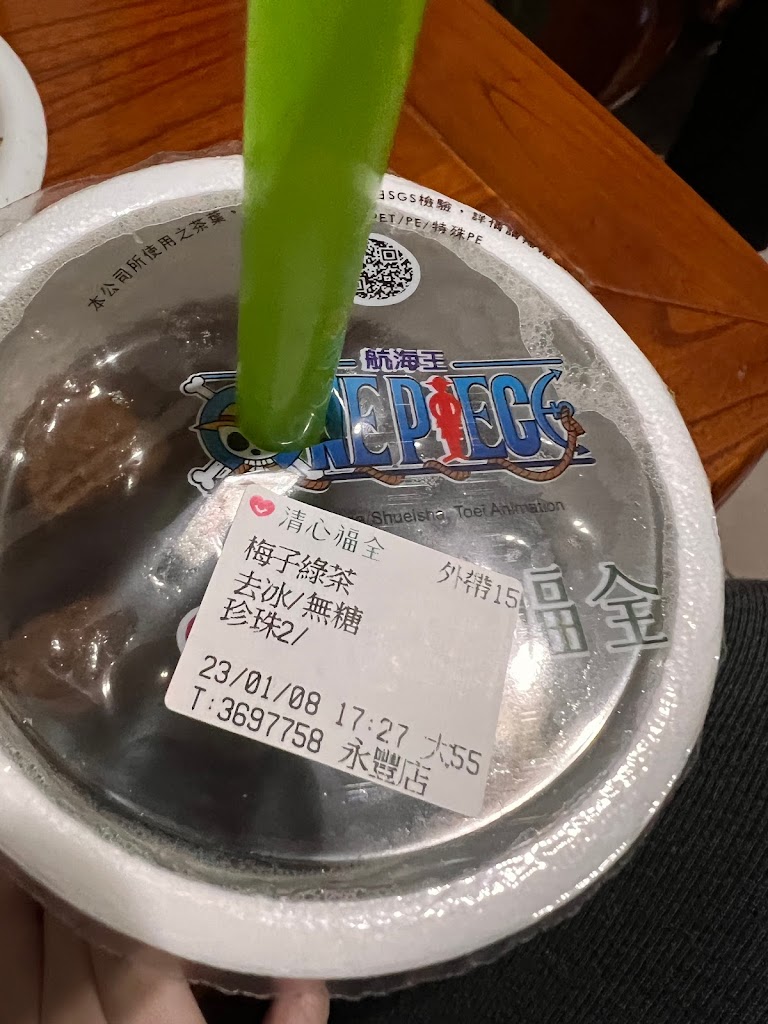 本公司所使用之茶葉,
SGS檢驗,詳情請
PET/PE/特殊PE
航海王
ONE PIECE
/Shueisha, Toei Animation
清心福全
外帶15
梅子綠茶
去冰/無糖
珍珠2/
福全
23/01/08 17:27 大55
T:3697758 永豐店